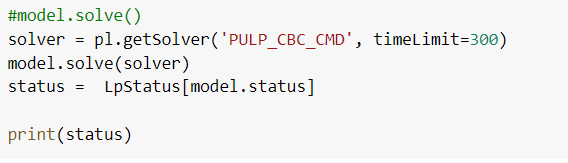 #model.solve()
solver = pl.getSolver('PULP_CBC_CMD', timeLimit=300)
model.solve(solver)
status =  LpStatus[model.status]
print(status)